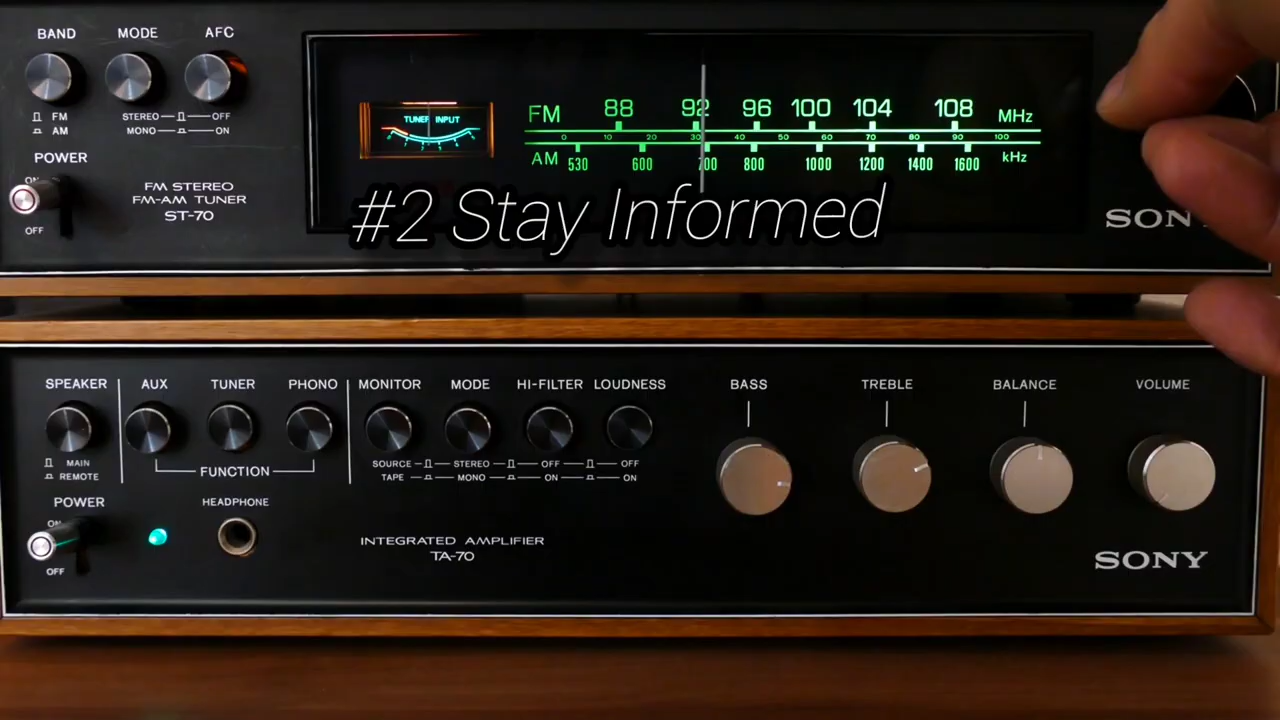 BAND MODE AFC
FM
AM
STEREO OFF
MONO ON
POWER
ON
OFF
FM STEREO
FM-AM TUNER
ST-70
TUNER INPUT
FM 88 92 96 100 104 108 MHz
0 10 20 30 40 50 60 70 80 90 100
AM 530 600 700 800 1000 1200 1400 1600 kHz
#2 Stay Informed
SONY
SPEAKER AUX TUNER PHONO MONITOR MODE HI-FILTER LOUDNESS BASS TREBLE BALANCE VOLUME
MAIN
REMOTE
FUNCTION
SOURCE STEREO OFF OFF
TAPE MONO ON ON
POWER
ON
OFF
HEADPHONE
INTEGRATED AMPLIFIER
TA-70
SONY